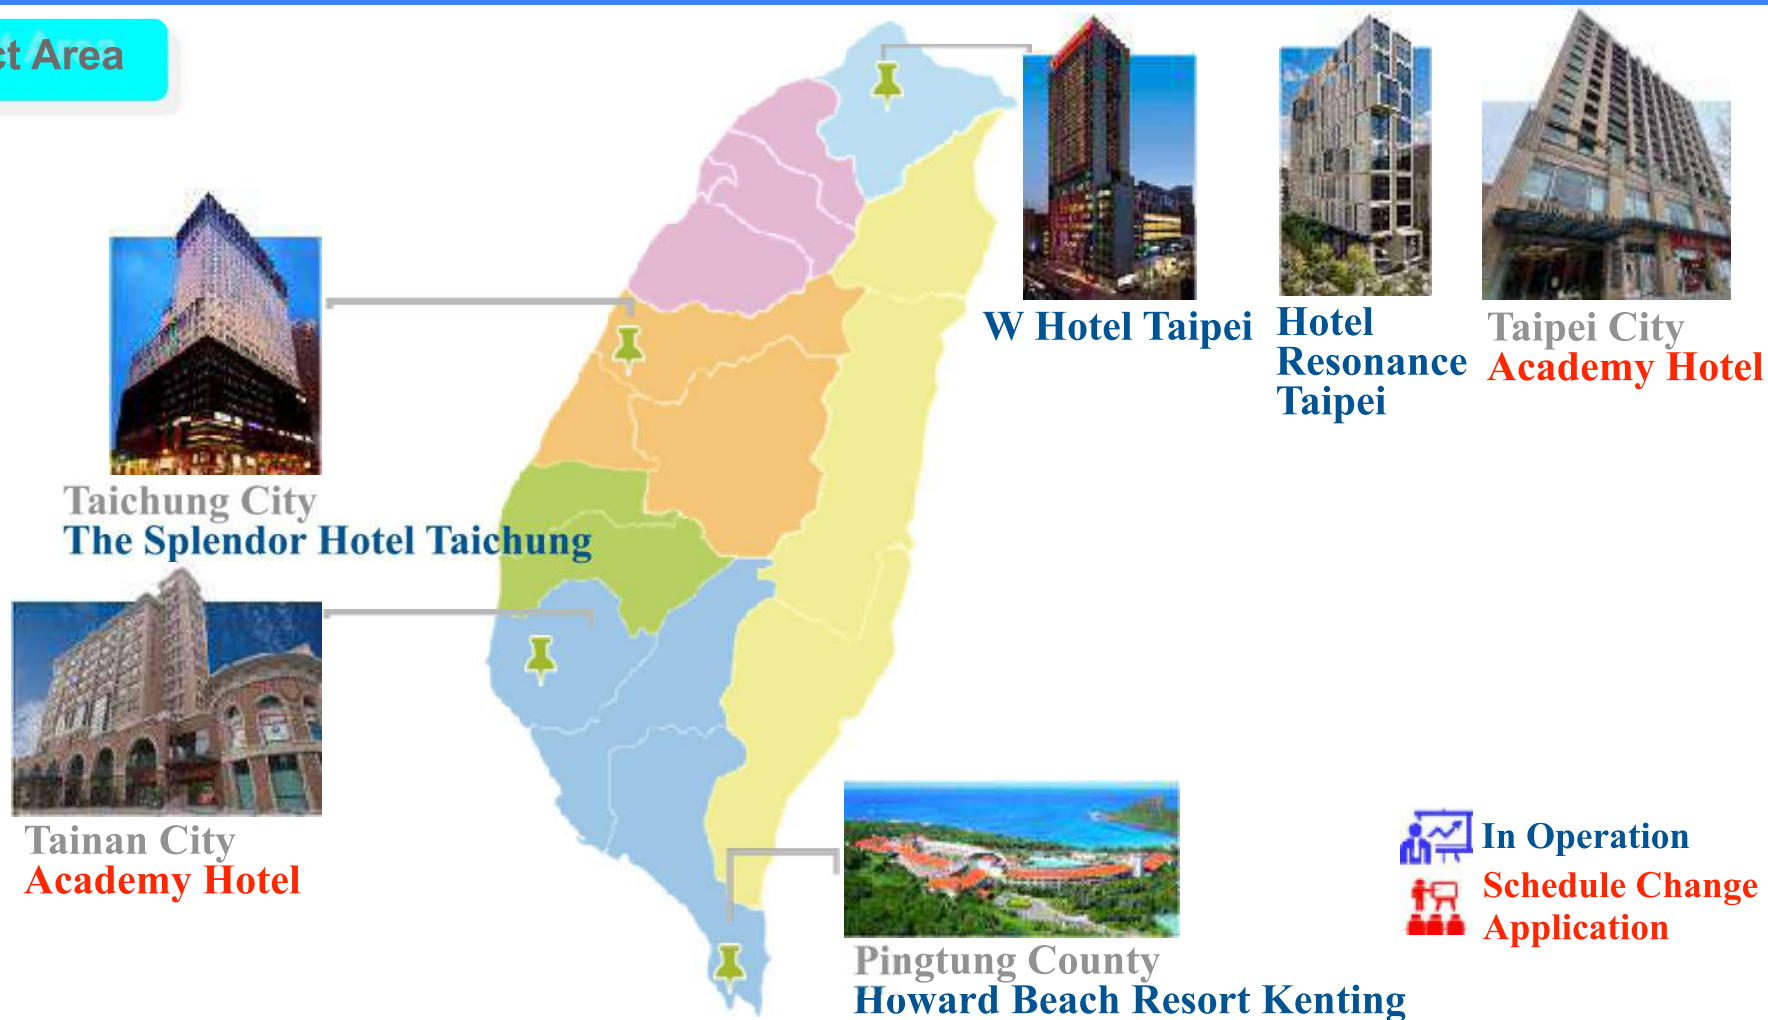 ct Area
W Hotel Taipei
Hotel
Resonance
Taipei
Taipei City
Academy Hotel
Taichung City
The Splendor Hotel Taichung
Tainan City
Academy Hotel
Pingtung County
Howard Beach Resort Kenting
In Operation
Schedule Change
Application